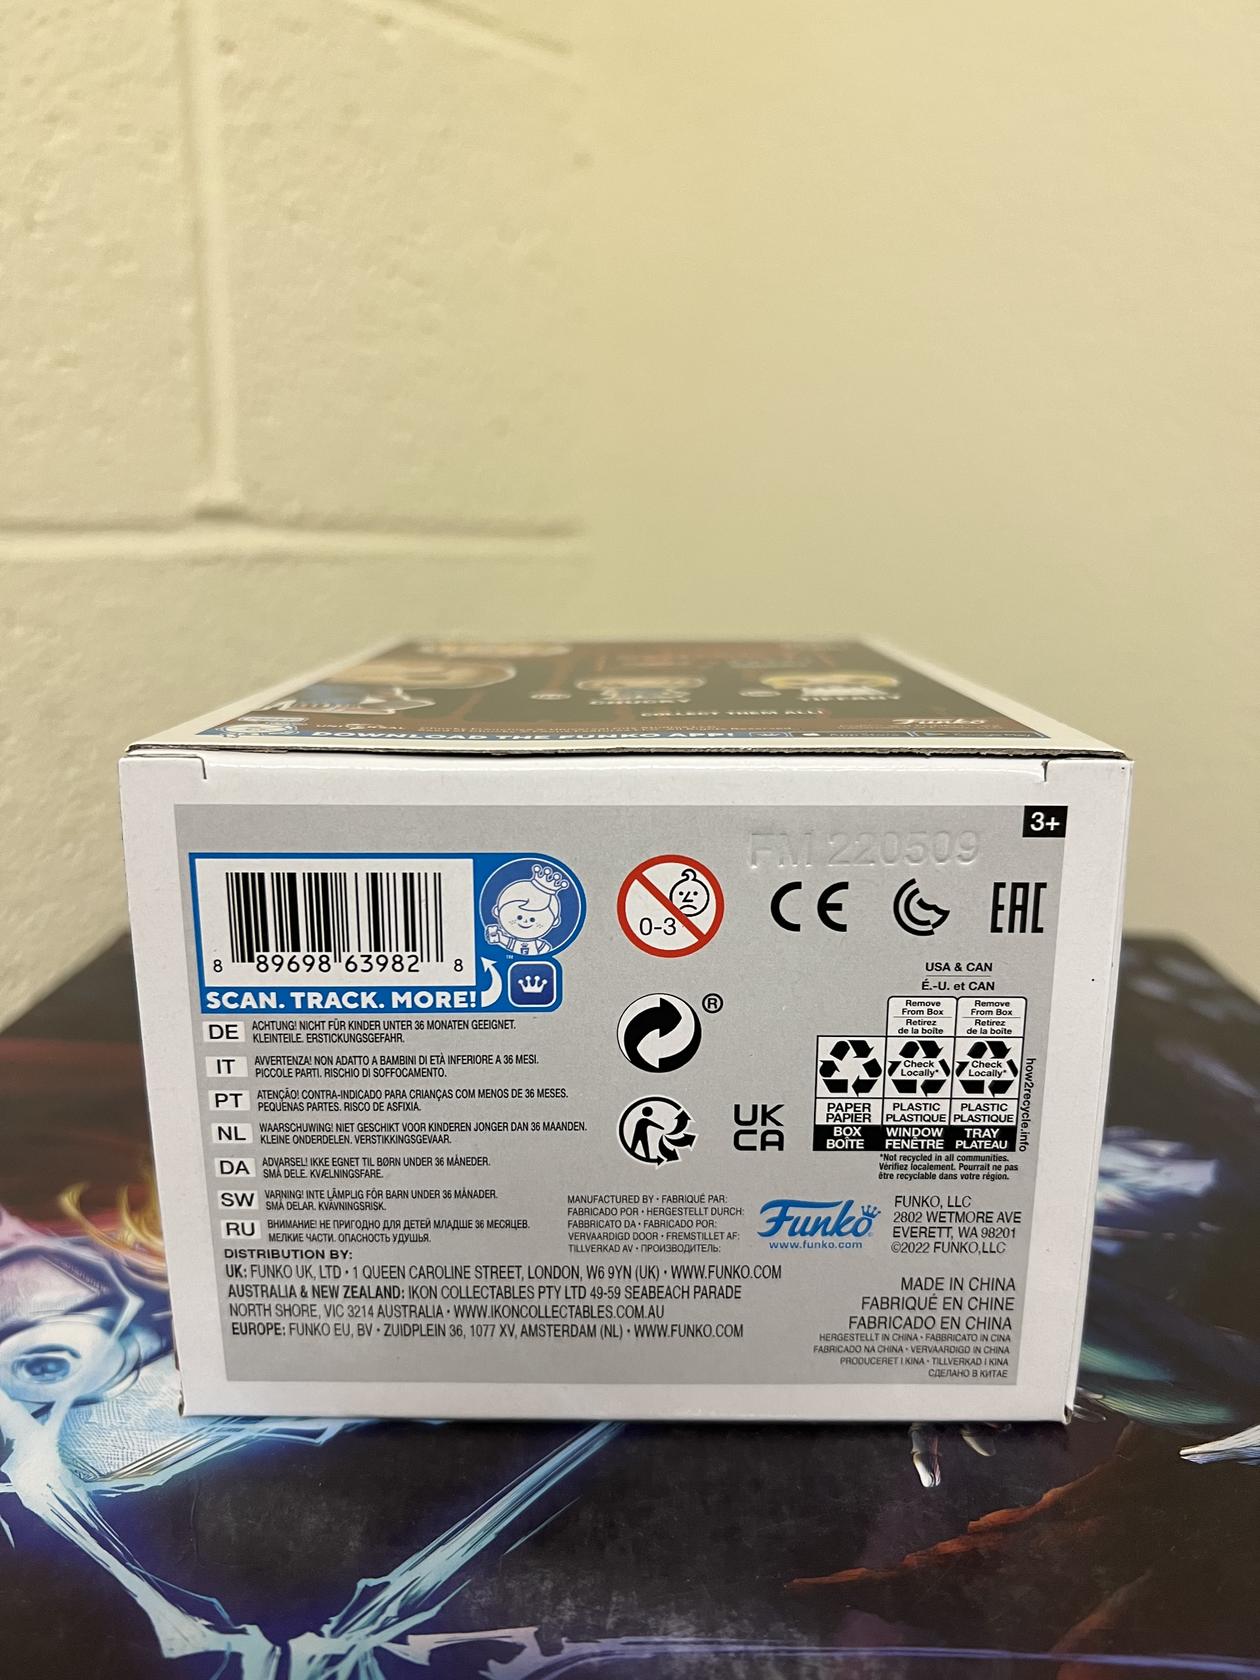 CHUCKY
TIFFANY
COLLECT THEM ALL!
Funko
DOWNLOAD THE FUNKO APP!
3+
FM 220509
8 89698 63982 8
SCAN. TRACK. MORE!
™
0-3
CE
EAC
®
UK
CA
USA & CAN
É.-U. et CAN
Remove
From Box
Retirez
de la boîte
Remove
From Box
Retirez
de la boîte
Check
Locally*
Check
Locally*
PAPER
PAPIER
PLASTIC
PLASTIQUE
PLASTIC
PLASTIQUE
BOX
BOÎTE
WINDOW
FENÊTRE
TRAY
PLATEAU
how2recycle.info
*Not recycled in all communities.
Vérifiez localement. Pourrait ne pas
être recyclable dans votre région.
DE ACHTUNG! NICHT FÜR KINDER UNTER 36 MONATEN GEEIGNET.
KLEINTEILE. ERSTICKUNGSGEFAHR.
IT AVVERTENZA! NON ADATTO A BAMBINI DI ETÀ INFERIORE A 36 MESI.
PICCOLE PARTI. RISCHIO DI SOFFOCAMENTO.
PT ATENÇÃO! CONTRA-INDICADO PARA CRIANÇAS COM MENOS DE 36 MESES.
PEQUENAS PARTES. RISCO DE ASFIXIA.
NL WAARSCHUWING! NIET GESCHIKT VOOR KINDEREN JONGER DAN 36 MAANDEN.
KLEINE ONDERDELEN. VERSTIKKINGSGEVAAR.
DA ADVARSEL! IKKE EGNET TIL BØRN UNDER 36 MÅNEDER.
SMÅ DELE. KVÆLNINGSFARE.
SW VARNING! INTE LÄMPLIG FÖR BARN UNDER 36 MÅNADER.
SMÅ DELAR. KVÄVNINGSRISK.
RU ВНИМАНИЕ! НЕ ПРИГОДНО ДЛЯ ДЕТЕЙ МЛАДШЕ 36 МЕСЯЦЕВ.
МЕЛКИЕ ЧАСТИ. ОПАСНОСТЬ УДУШЬЯ.
DISTRIBUTION BY:
UK: FUNKO UK, LTD • 1 QUEEN CAROLINE STREET, LONDON, W6 9YN (UK) • WWW.FUNKO.COM
AUSTRALIA & NEW ZEALAND: IKON COLLECTABLES PTY LTD 49-59 SEABEACH PARADE
NORTH SHORE, VIC 3214 AUSTRALIA • WWW.IKONCOLLECTABLES.COM.AU
EUROPE: FUNKO EU, BV • ZUIDPLEIN 36, 1077 XV, AMSTERDAM (NL) • WWW.FUNKO.COM
MANUFACTURED BY • FABRIQUÉ PAR:
FABRICADO POR • HERGESTELLT DURCH:
FABBRICATO DA • FABRICADO POR:
VERVAARDIGD DOOR • FREMSTILLET AF:
TILLVERKAD AV • ПРОИЗВОДИТЕЛЬ:
Funko
www.funko.com
FUNKO, LLC
2802 WETMORE AVE
EVERETT, WA 98201
©2022 FUNKO, LLC
MADE IN CHINA
FABRIQUÉ EN CHINE
FABRICADO EN CHINA
HERGESTELLT IN CHINA • FABBRICATO IN CINA
FABRICADO NA CHINA • VERVAARDIGD IN CHINA
PRODUCERET I KINA • TILLVERKAD I KINA
СДЕЛАНО В КИТАЕ